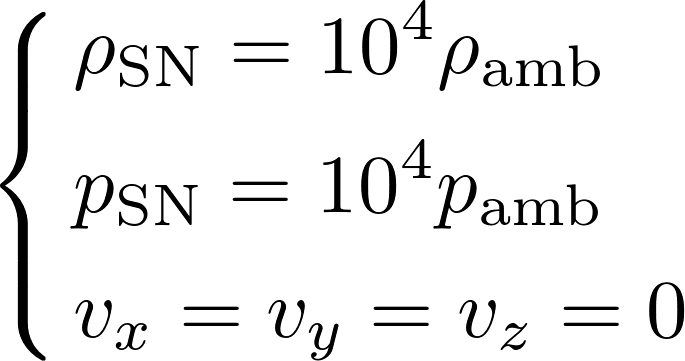 ρ_SN = 10^4 ρ_amb
p_SN = 10^4 p_amb
v_x = v_y = v_z = 0